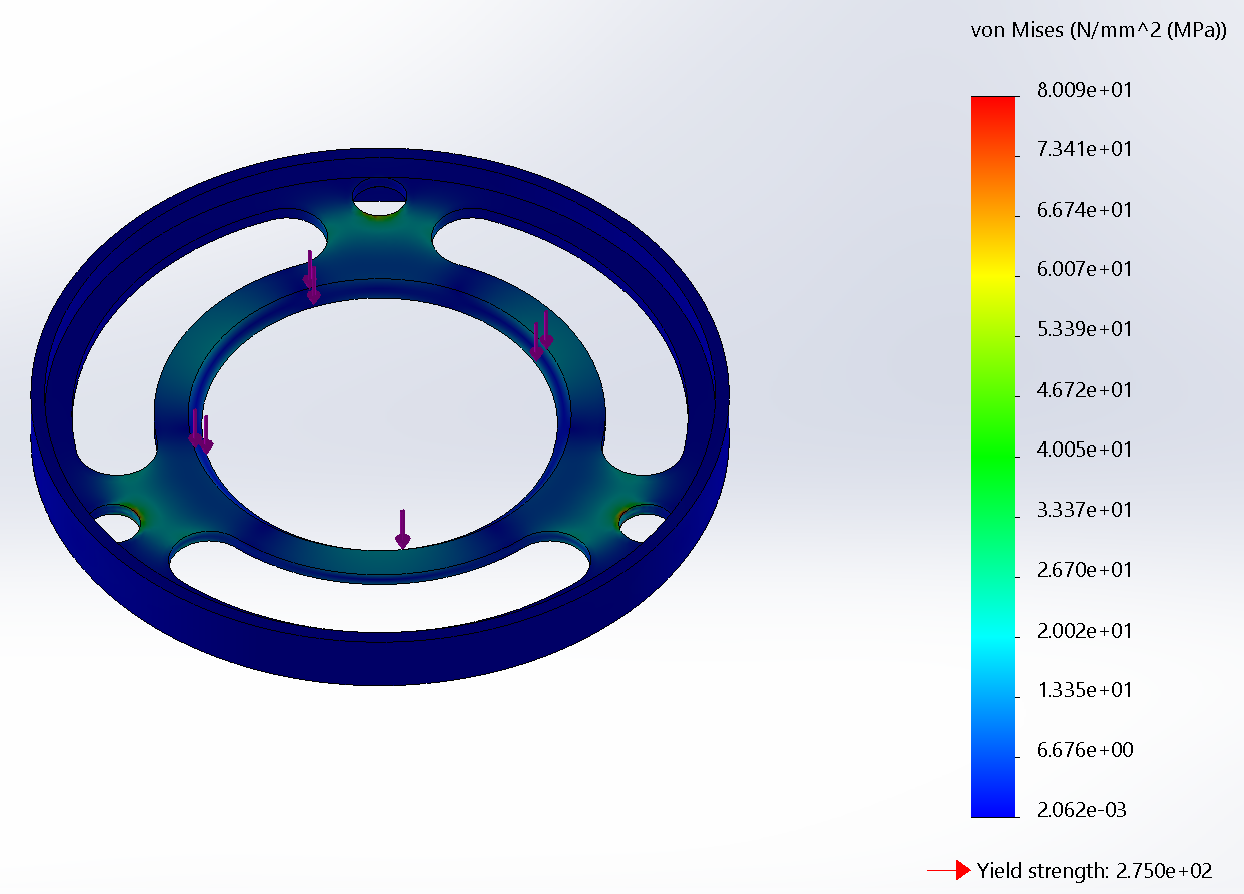 von Mises (N/mm^2 (MPa))
8.009e+01
7.341e+01
6.674e+01
6.007e+01
5.339e+01
4.672e+01
4.005e+01
3.337e+01
2.670e+01
2.002e+01
1.335e+01
6.676e+00
2.062e-03
Yield strength: 2.750e+02